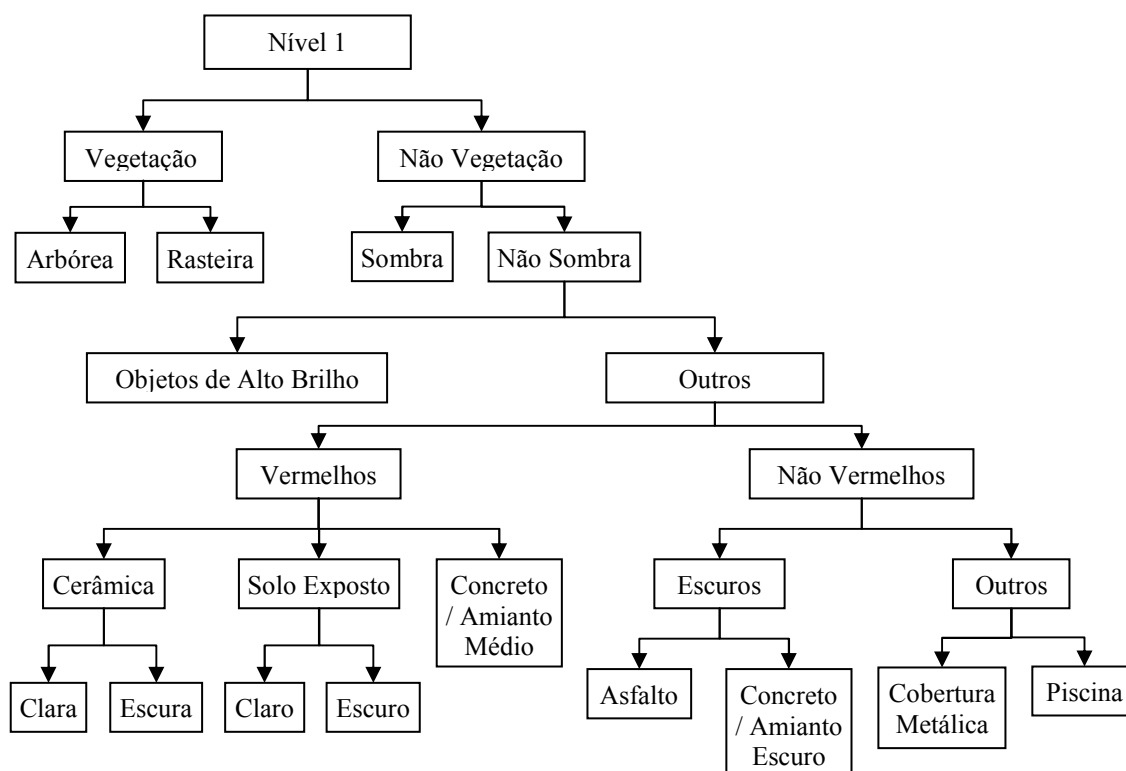 Nível 1
Vegetação
Não Vegetação
Arbórea
Rasteira
Sombra
Não Sombra
Objetos de Alto Brilho
Outros
Vermelhos
Não Vermelhos
Cerâmica
Solo Exposto
Concreto
/ Amianto
Médio
Escuros
Outros
Clara
Escura
Claro
Escuro
Asfalto
Concreto
/ Amianto
Escuro
Cobertura
Metálica
Piscina